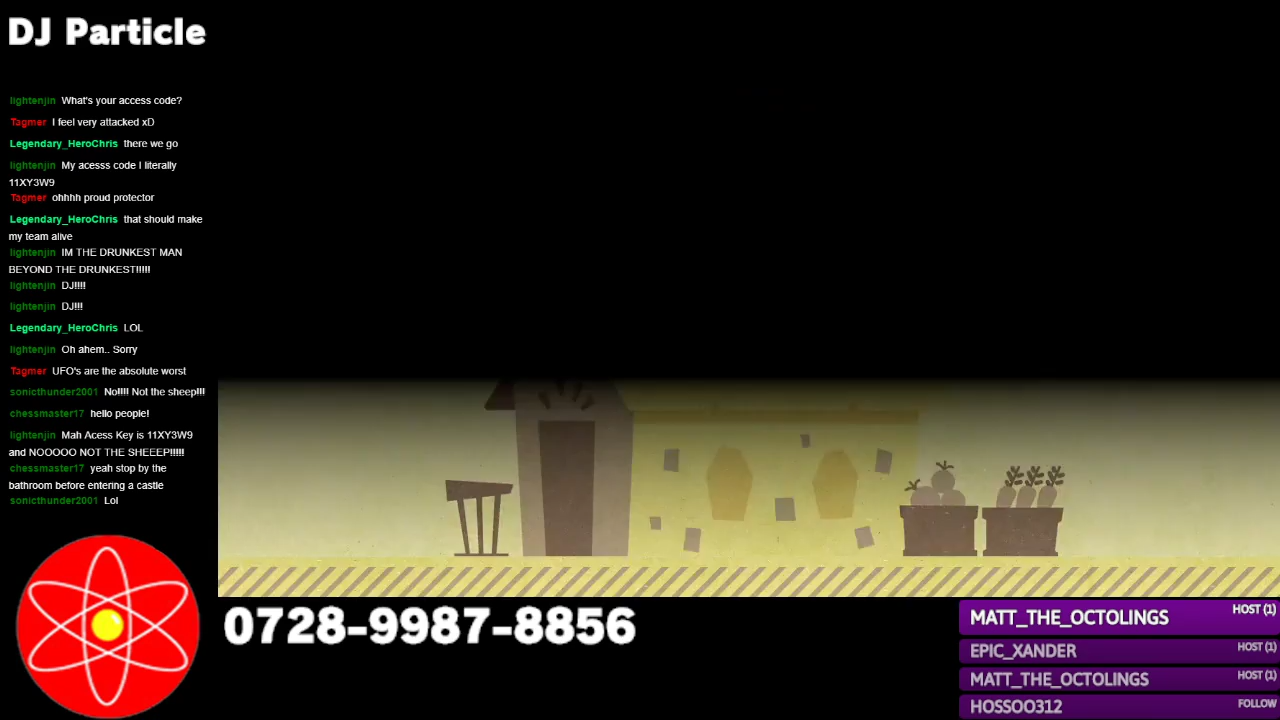 DJ Particle
lightenjin What's your access code?
Tagmer I feel very attacked xD
Legendary_HeroChris there we go
lightenjin My acesss code I literally
11XY3W9
Tagmer ohhhh proud protector
Legendary_HeroChris that should make
my team alive
lightenjin IM THE DRUNKEST MAN
BEYOND THE DRUNKEST!!!!!
lightenjin DJ!!!!
lightenjin DJ!!!
Legendary_HeroChris LOL
lightenjin Oh ahem.. Sorry
Tagmer UFO's are the absolute worst
sonicthunder2001 No!!!! Not the sheep!!!
chessmaster17 hello people!
lightenjin Mah Acess Key is 11XY3W9
and NOOOOO NOT THE SHEEEP!!!!!
chessmaster17 yeah stop by the
bathroom before entering a castle
sonicthunder2001 Lol
0728-9987-8856
MATT_THE_OCTOLINGS HOST (1)
EPIC_XANDER HOST (1)
MATT_THE_OCTOLINGS HOST (1)
HOSSOO312 FOLLOW